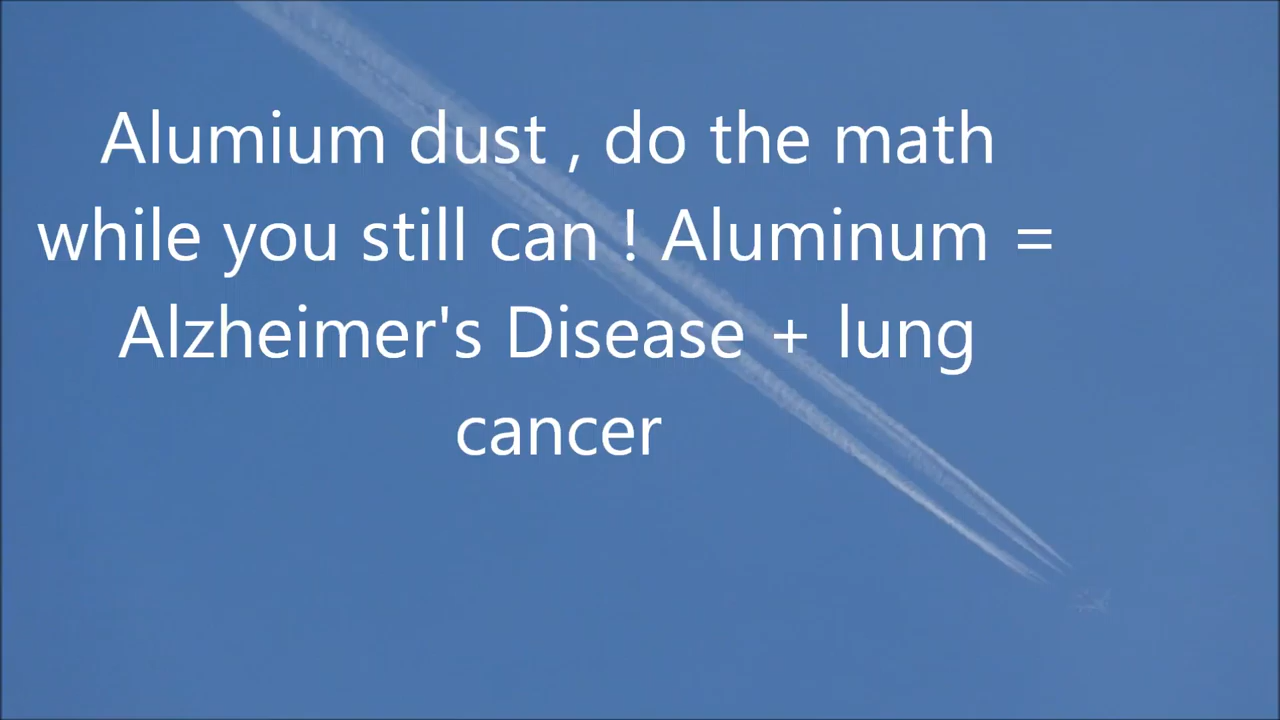 Alumium dust , do the math
while you still can ! Aluminum =
Alzheimer's Disease + lung
cancer